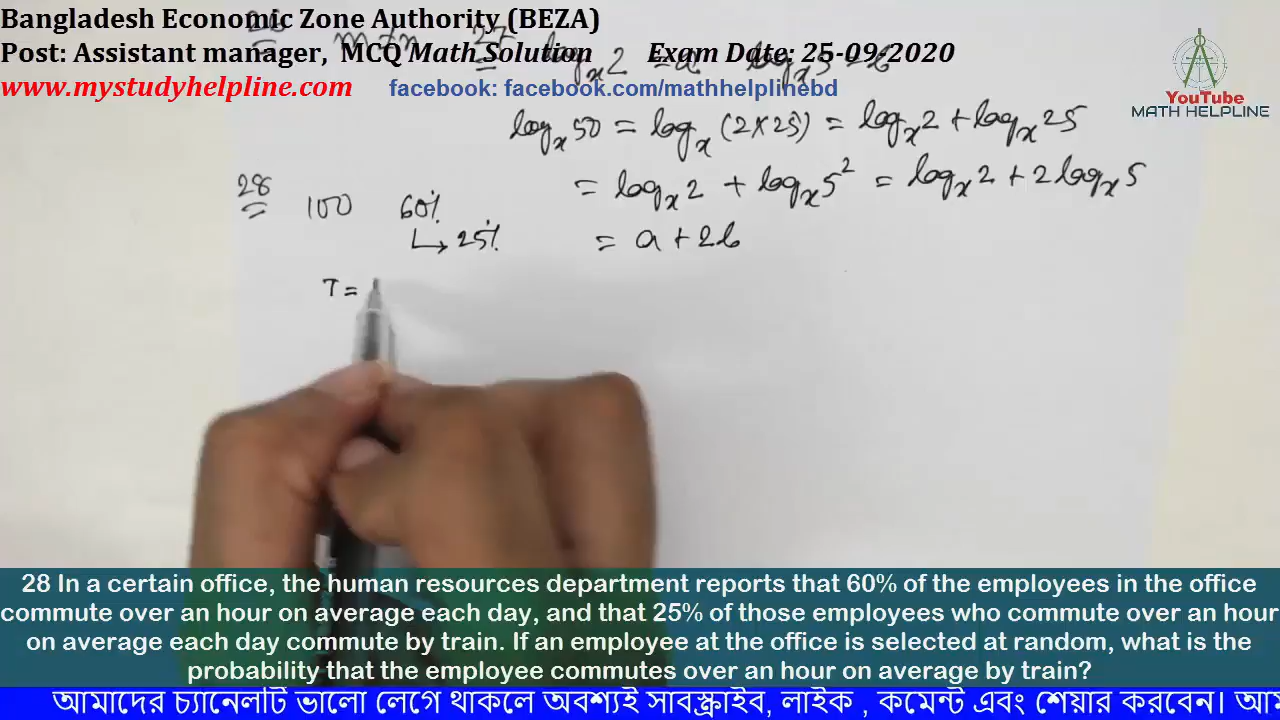 Bangladesh Economic Zone Authority (BEZA)
Post: Assistant manager, MCQ Math Solution Exam Date: 25-09-2020
www.mystudyhelpline.com facebook: facebook.com/mathhelplinebd
YouTube
MATH HELPLINE
27 log_x 2 = a log_x 5 = b
log_x 50 = log_x (2×25) = log_x 2 + log_x 25
= log_x 2 + log_x 5² = log_x 2 + 2 log_x 5
= a + 2b
28 100 60%
↳ 25%
T =
28 In a certain office, the human resources department reports that 60% of the employees in the office
commute over an hour on average each day, and that 25% of those employees who commute over an hour
on average each day commute by train. If an employee at the office is selected at random, what is the
probability that the employee commutes over an hour on average by train?
আমাদের চ্যানেলটি ভালো লেগে থাকলে অবশ্যই সাবস্ক্রাইব, লাইক , কমেন্ট এবং শেয়ার করবেন। আম